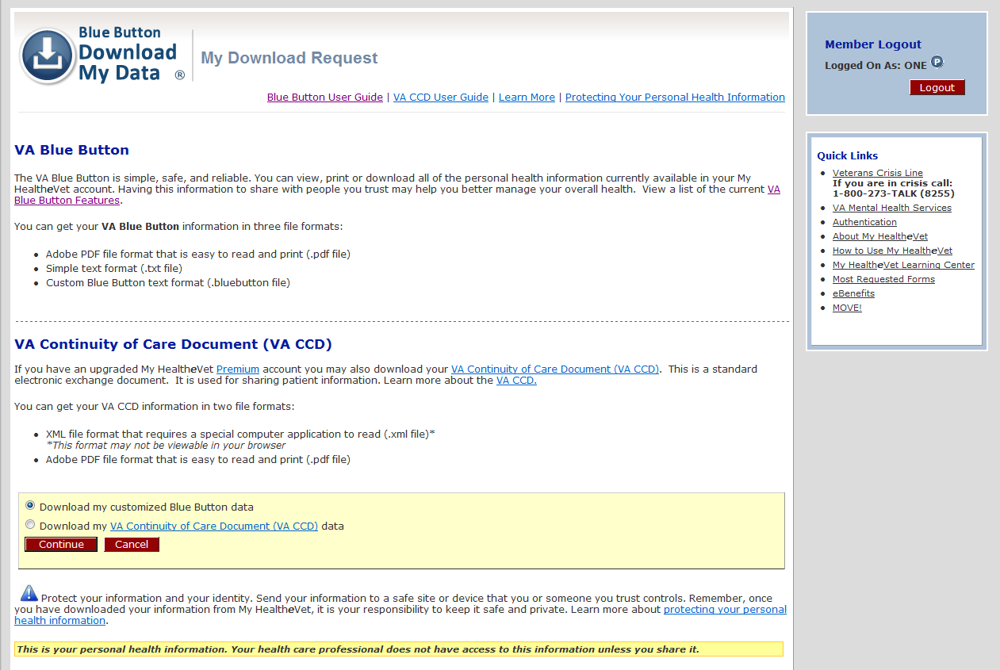 Blue Button
Download
My Data ®
My Download Request
Blue Button User Guide | VA CCD User Guide | Learn More | Protecting Your Personal Health Information
VA Blue Button
The VA Blue Button is simple, safe, and reliable. You can view, print or download all of the personal health information currently available in your My
HealtheVet account. Having this information to share with people you trust may help you better manage your overall health. View a list of the current VA
Blue Button Features.
You can get your VA Blue Button information in three file formats:
• Adobe PDF file format that is easy to read and print (.pdf file)
• Simple text format (.txt file)
• Custom Blue Button text format (.bluebutton file)
VA Continuity of Care Document (VA CCD)
If you have an upgraded My HealtheVet Premium account you may also download your VA Continuity of Care Document (VA CCD). This is a standard
electronic exchange document. It is used for sharing patient information. Learn more about the VA CCD.
You can get your VA CCD information in two file formats:
• XML file format that requires a special computer application to read (.xml file)*
*This format may not be viewable in your browser
• Adobe PDF file format that is easy to read and print (.pdf file)
Download my customized Blue Button data
Download my VA Continuity of Care Document (VA CCD) data
Continue Cancel
Protect your information and your identity. Send your information to a safe site or device that you or someone you trust controls. Remember, once
you have downloaded your information from My HealtheVet, it is your responsibility to keep it safe and private. Learn more about protecting your personal
health information.
This is your personal health information. Your health care professional does not have access to this information unless you share it.
Member Logout
Logged On As: ONE P
Logout
Quick Links
• Veterans Crisis Line
If you are in crisis call:
1-800-273-TALK (8255)
• VA Mental Health Services
• Authentication
• About My HealtheVet
• How to Use My HealtheVet
• My HealtheVet Learning Center
• Most Requested Forms
• eBenefits
• MOVE!